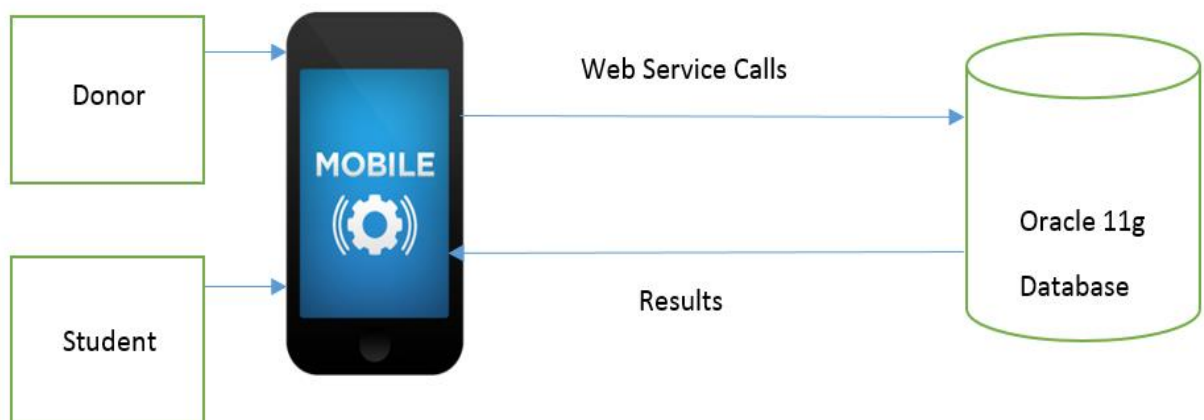 Donor
MOBILE
Web Service Calls
Oracle 11g
Database
Results
Student